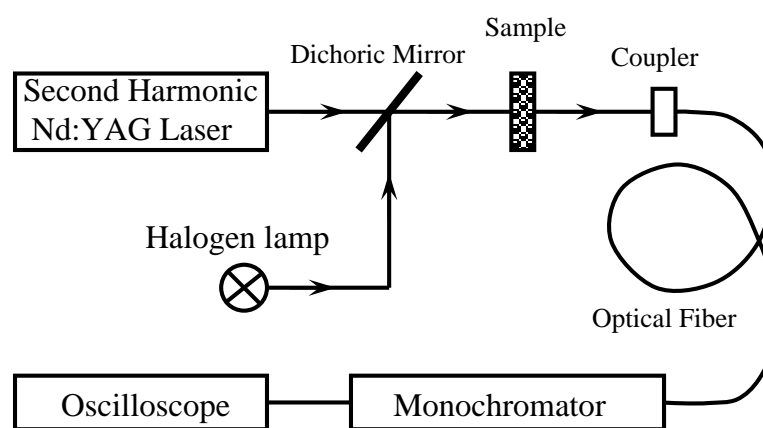 Sample
Dichoric Mirror
Coupler
Second Harmonic
Nd:YAG Laser
Halogen lamp
Optical Fiber
Oscilloscope
Monochromator